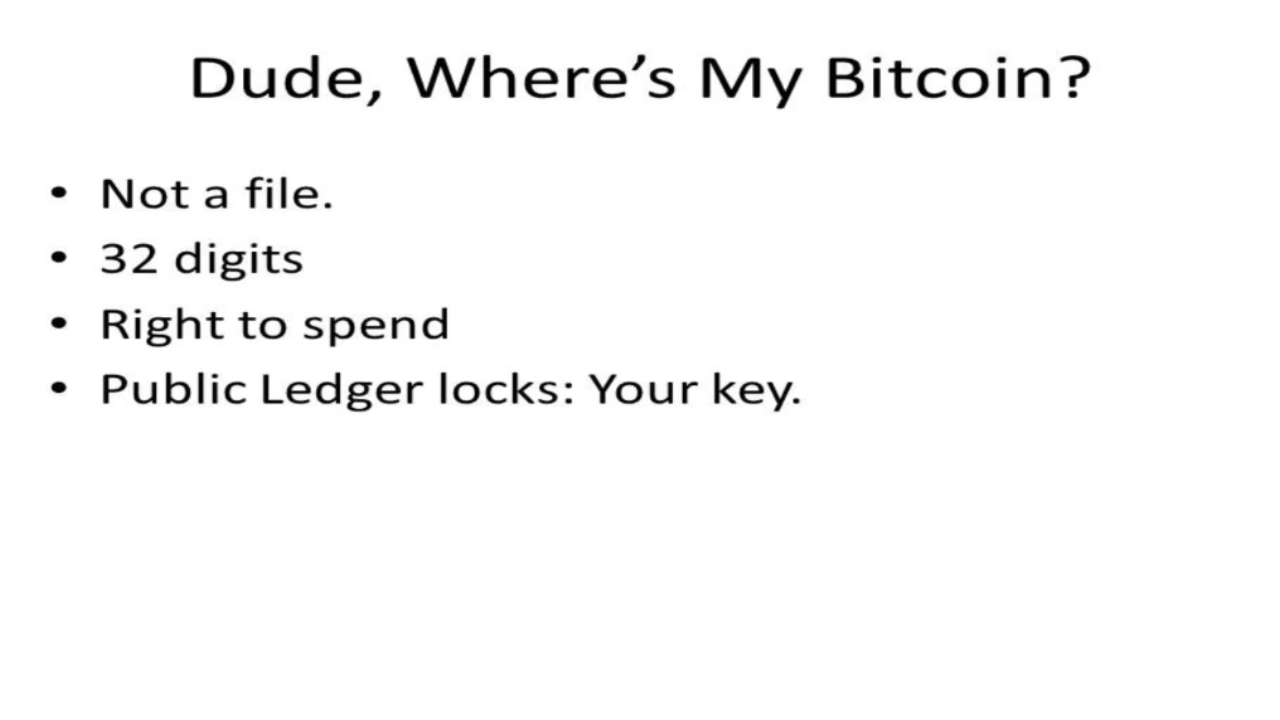 Dude, Where’s My Bitcoin?
• Not a file.
• 32 digits
• Right to spend
• Public Ledger locks: Your key.